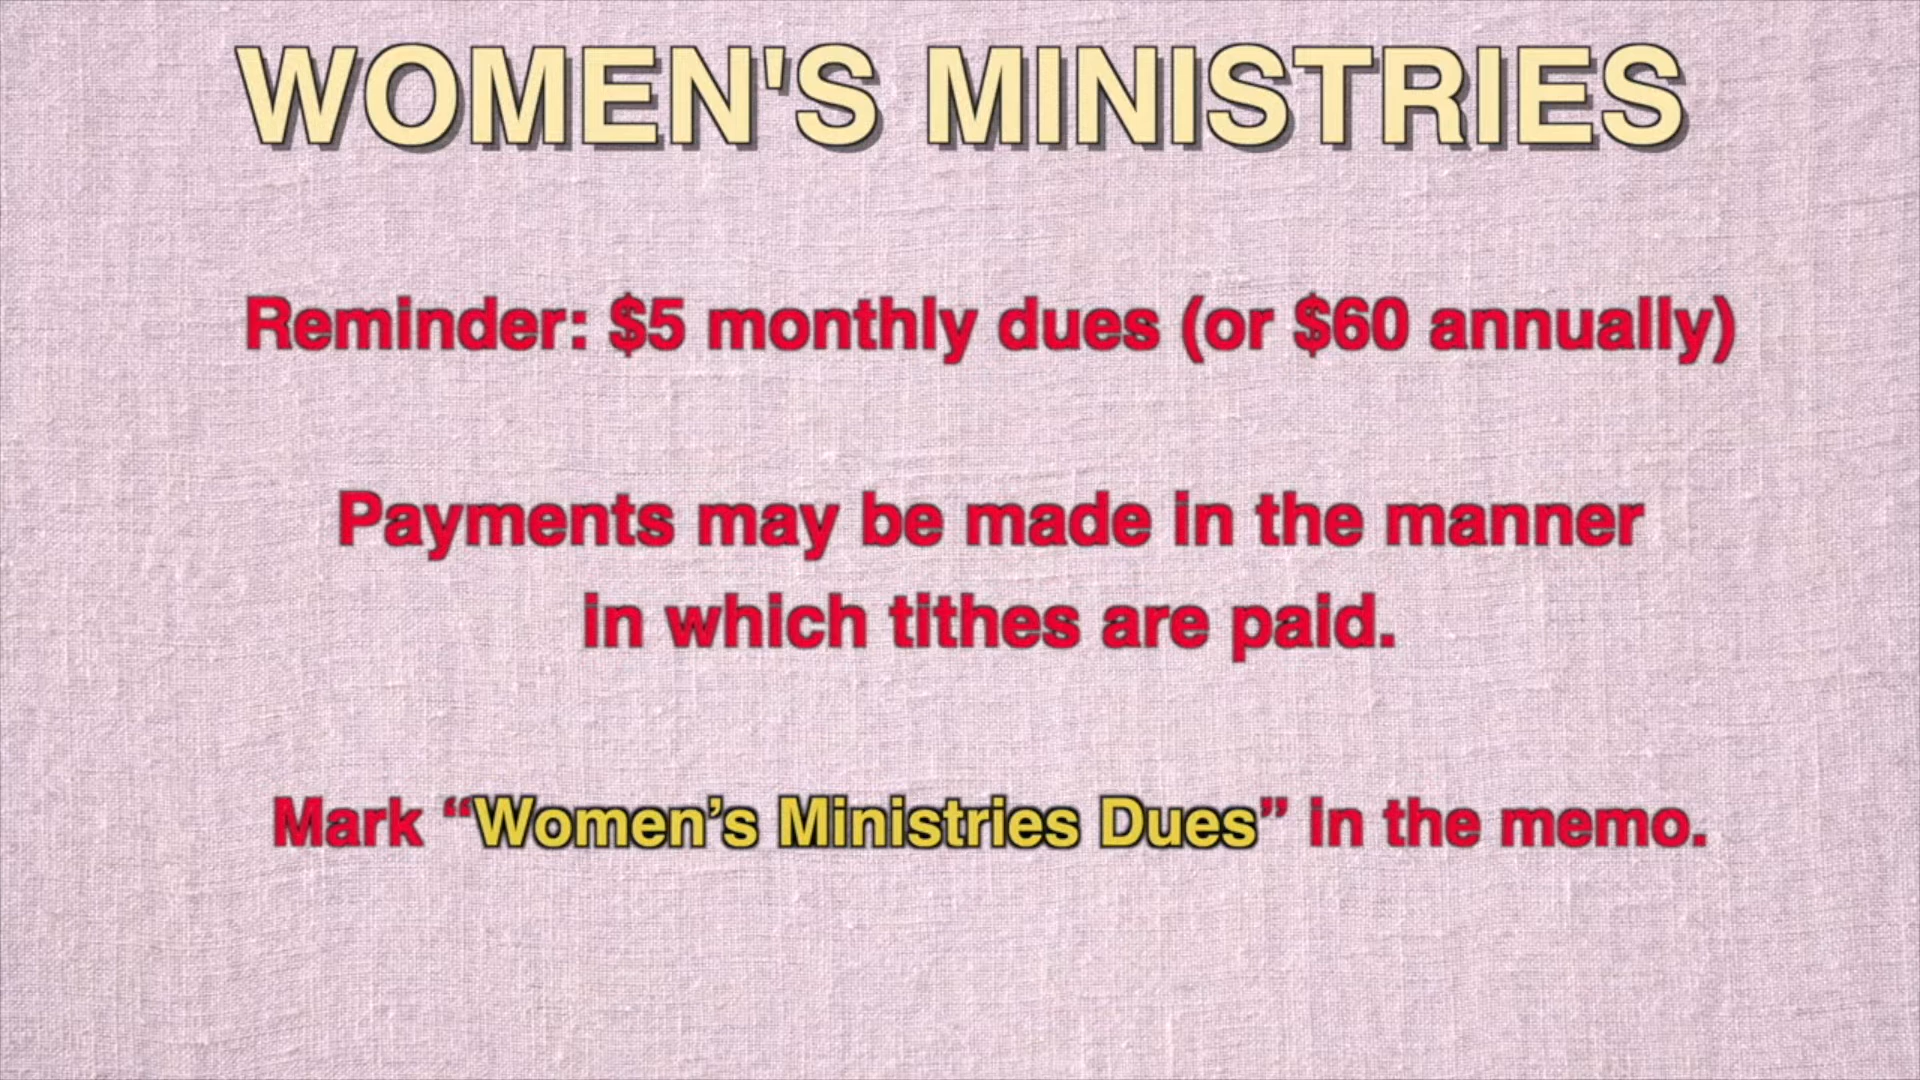 WOMEN'S MINISTRIES
Reminder: $5 monthly dues (or $60 annually)
Payments may be made in the manner
in which tithes are paid.
Mark “Women’s Ministries Dues” in the memo.